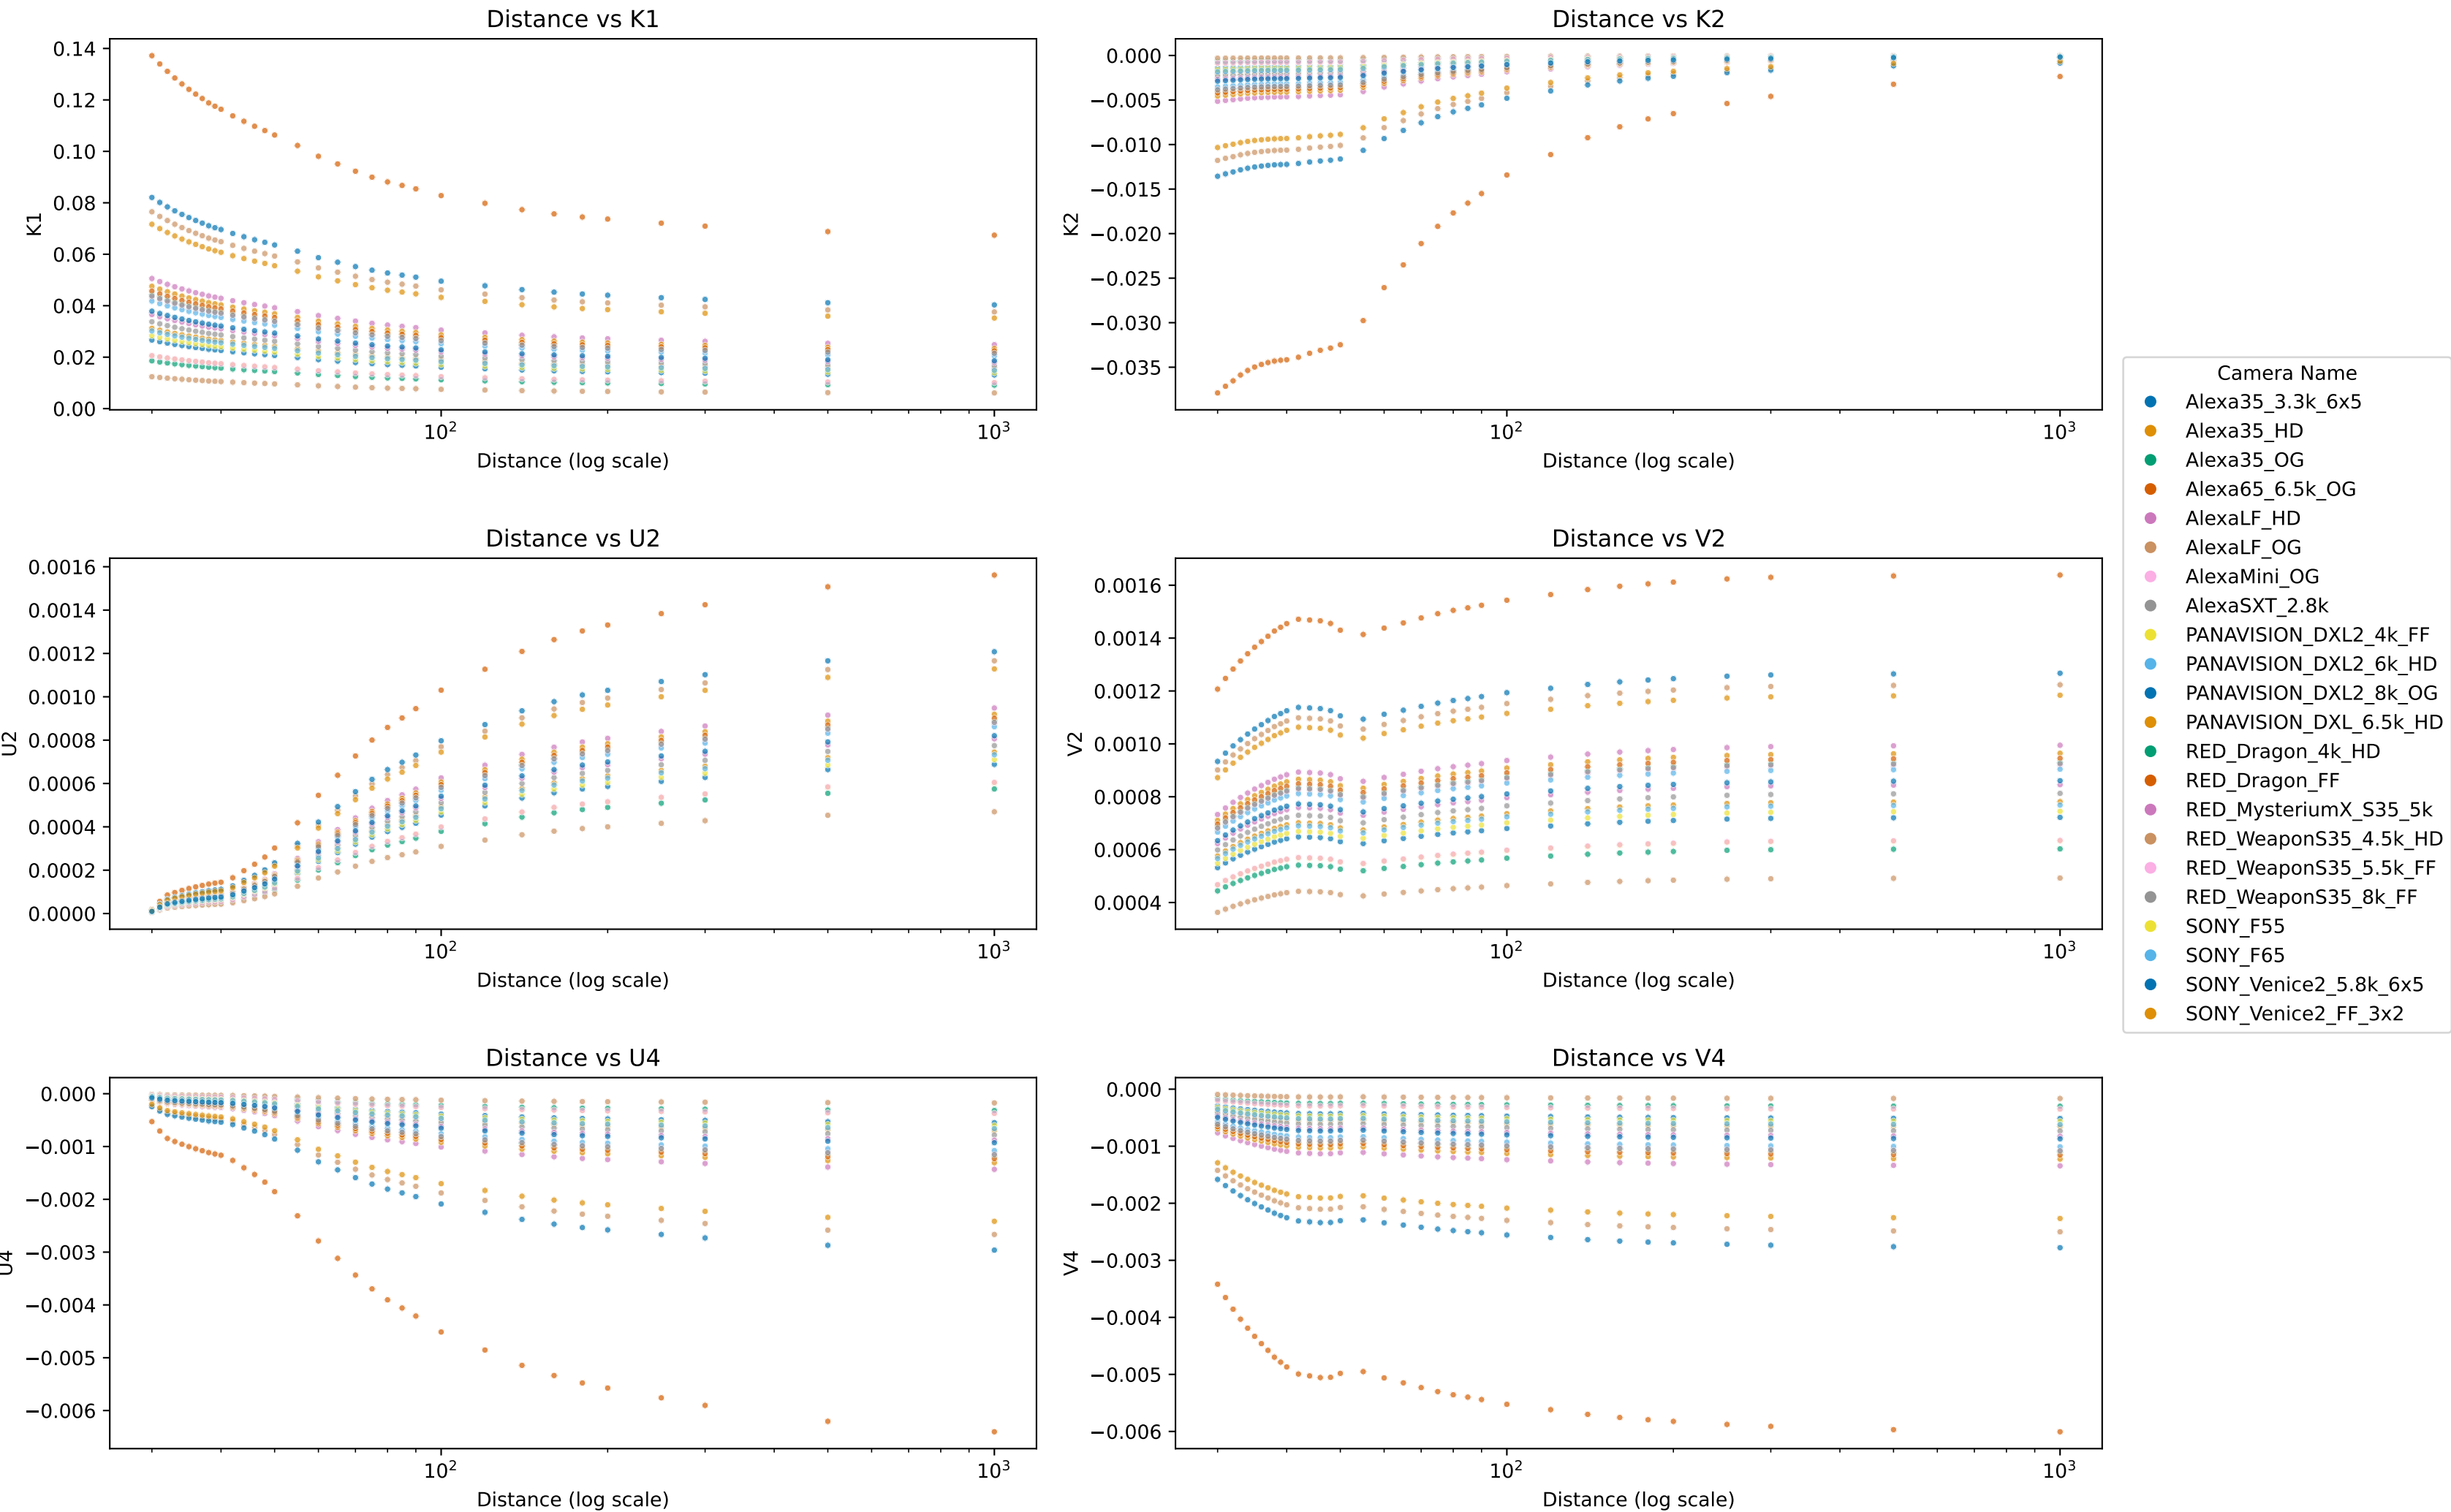 Distance vs K1
K1
0.14
0.12
0.10
0.08
0.06
0.04
0.02
0.00
10²
10³
Distance (log scale)
Distance vs K2
K2
0.000
−0.005
−0.010
−0.015
−0.020
−0.025
−0.030
−0.035
10²
10³
Distance (log scale)
Distance vs U2
U2
0.0016
0.0014
0.0012
0.0010
0.0008
0.0006
0.0004
0.0002
0.0000
10²
10³
Distance (log scale)
Distance vs V2
V2
0.0016
0.0014
0.0012
0.0010
0.0008
0.0006
0.0004
10²
10³
Distance (log scale)
Distance vs U4
U4
0.000
−0.001
−0.002
−0.003
−0.004
−0.005
−0.006
10²
10³
Distance (log scale)
Distance vs V4
V4
0.000
−0.001
−0.002
−0.003
−0.004
−0.005
−0.006
10²
10³
Distance (log scale)
Camera Name
Alexa35_3.3k_6x5
Alexa35_HD
Alexa35_OG
Alexa65_6.5k_OG
AlexaLF_HD
AlexaLF_OG
AlexaMini_OG
AlexaSXT_2.8k
PANAVISION_DXL2_4k_FF
PANAVISION_DXL2_6k_HD
PANAVISION_DXL2_8k_OG
PANAVISION_DXL_6.5k_HD
RED_Dragon_4k_HD
RED_Dragon_FF
RED_MysteriumX_S35_5k
RED_WeaponS35_4.5k_HD
RED_WeaponS35_5.5k_FF
RED_WeaponS35_8k_FF
SONY_F55
SONY_F65
SONY_Venice2_5.8k_6x5
SONY_Venice2_FF_3x2